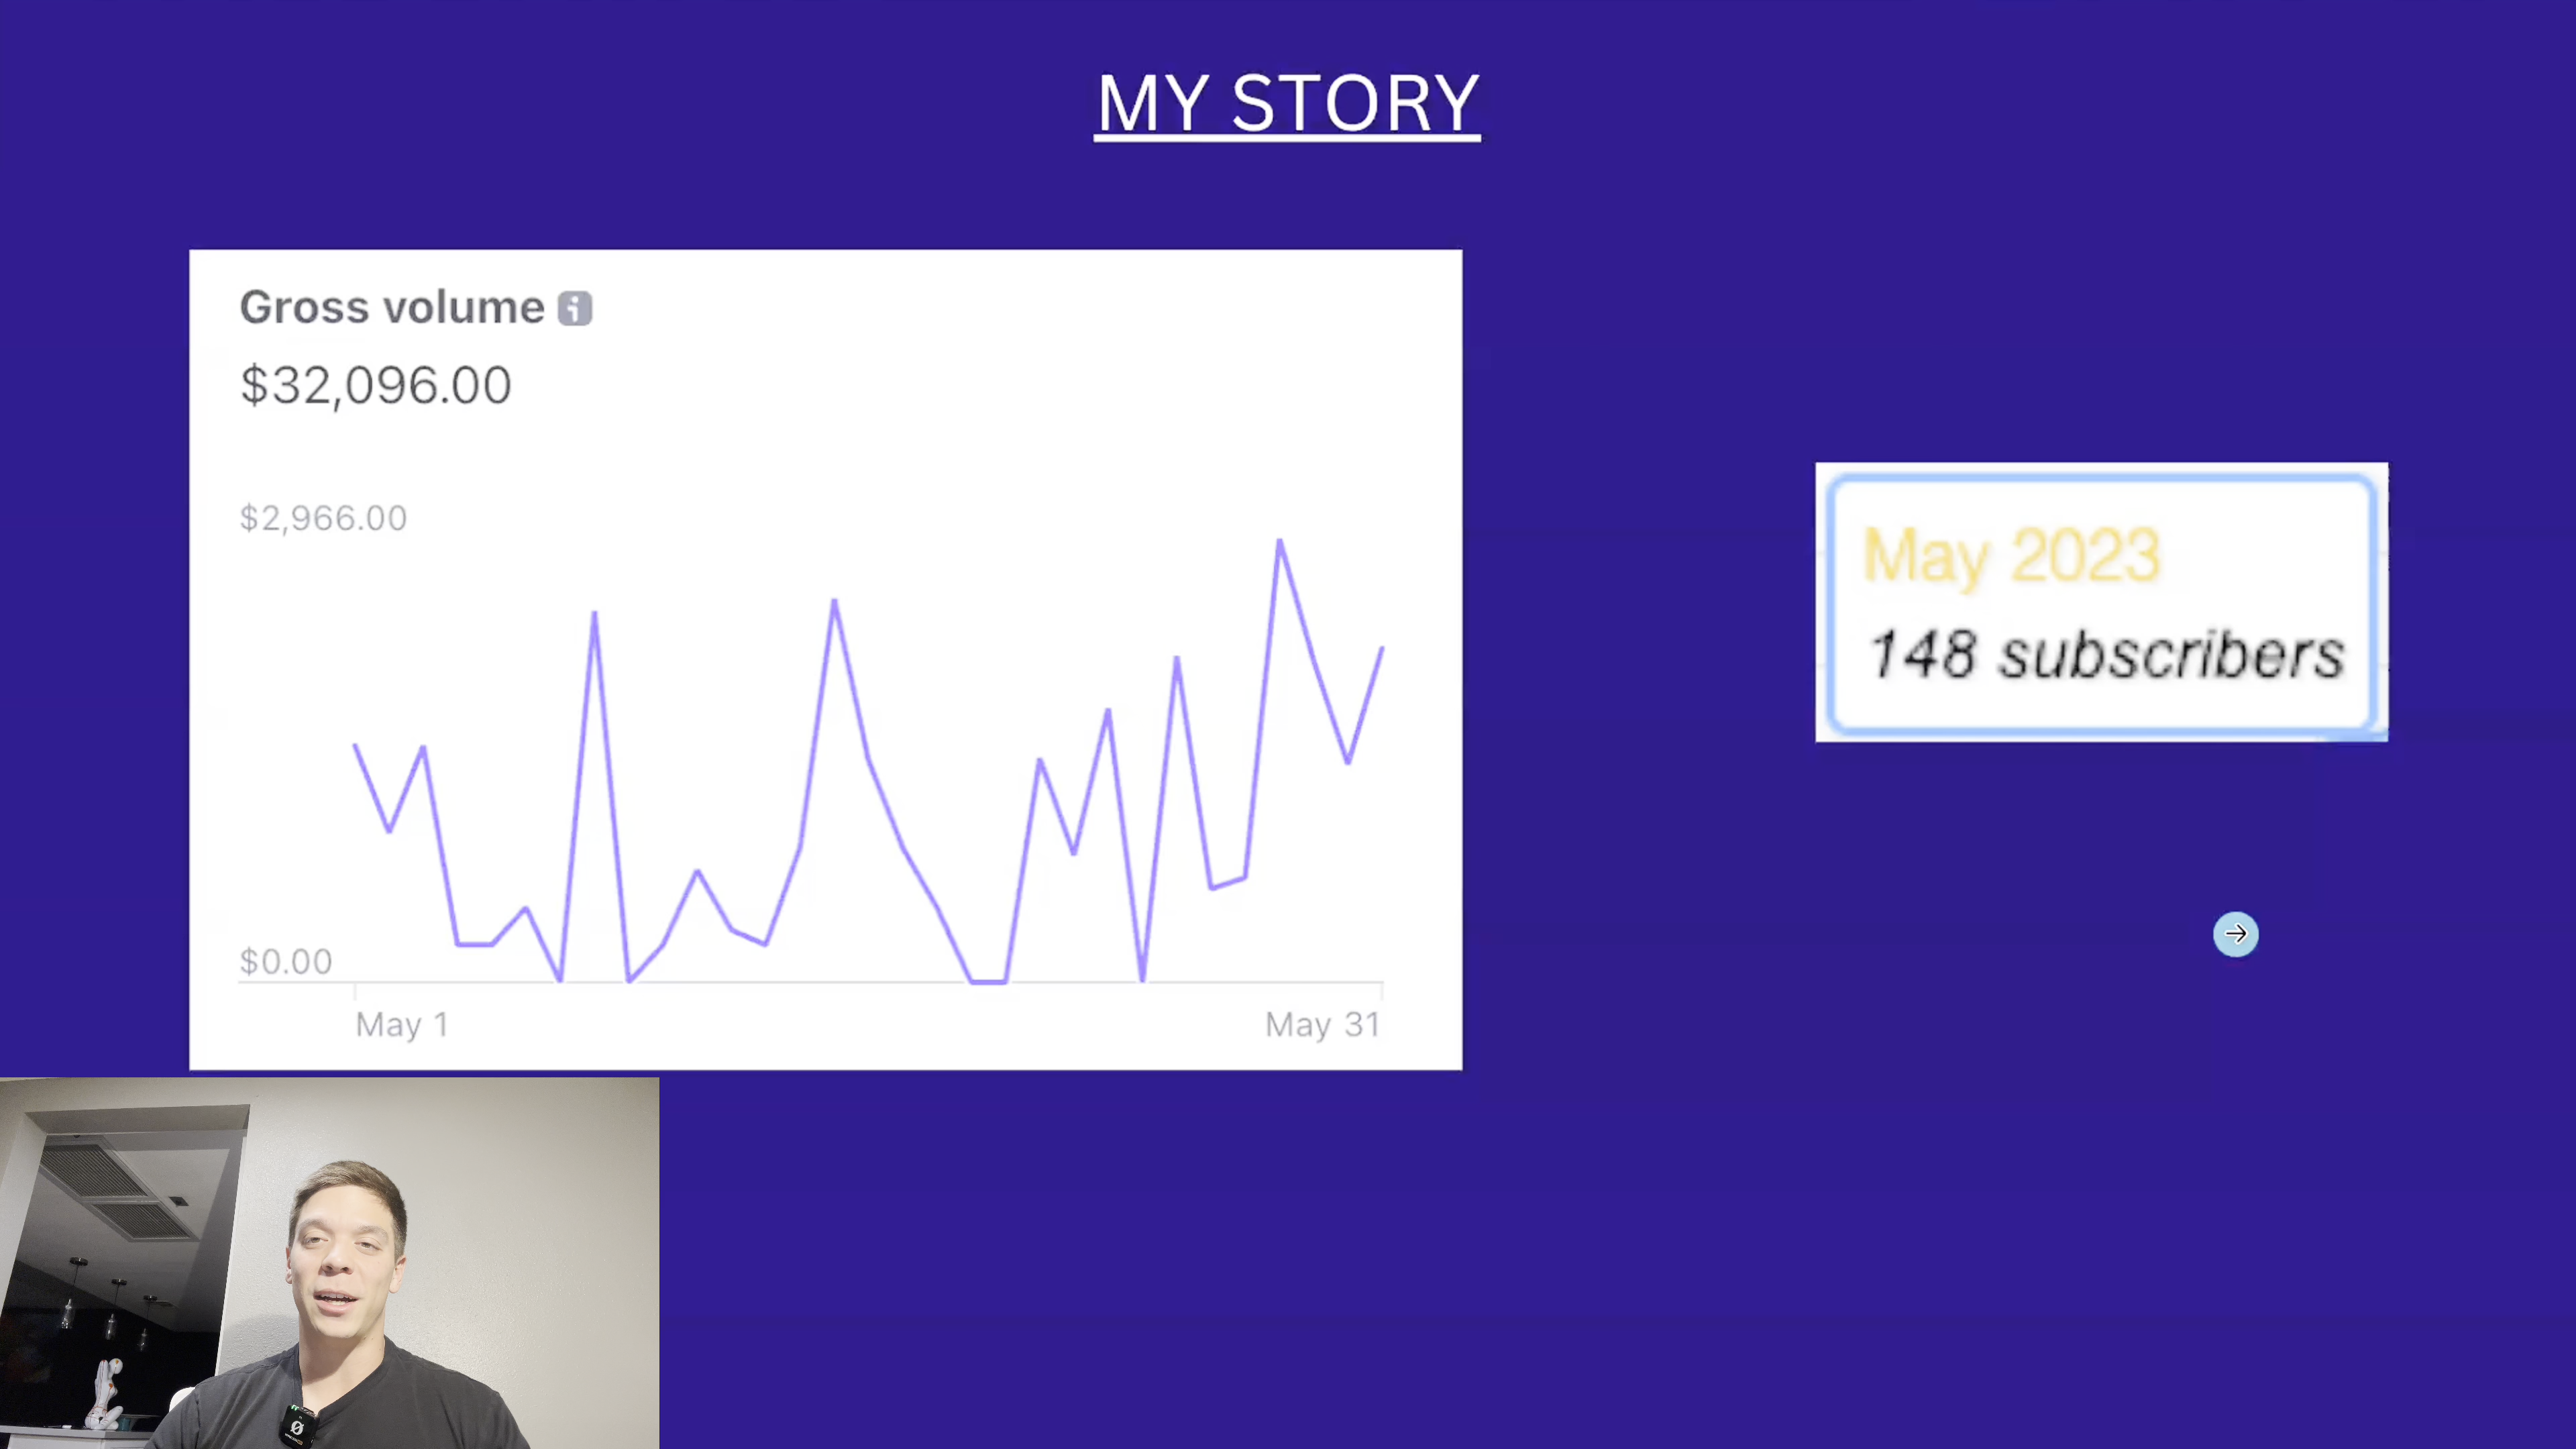 MY STORY
Gross volume
$32,096.00
$2,966.00
$0.00
May 1
May 31
May 2023
148 subscribers